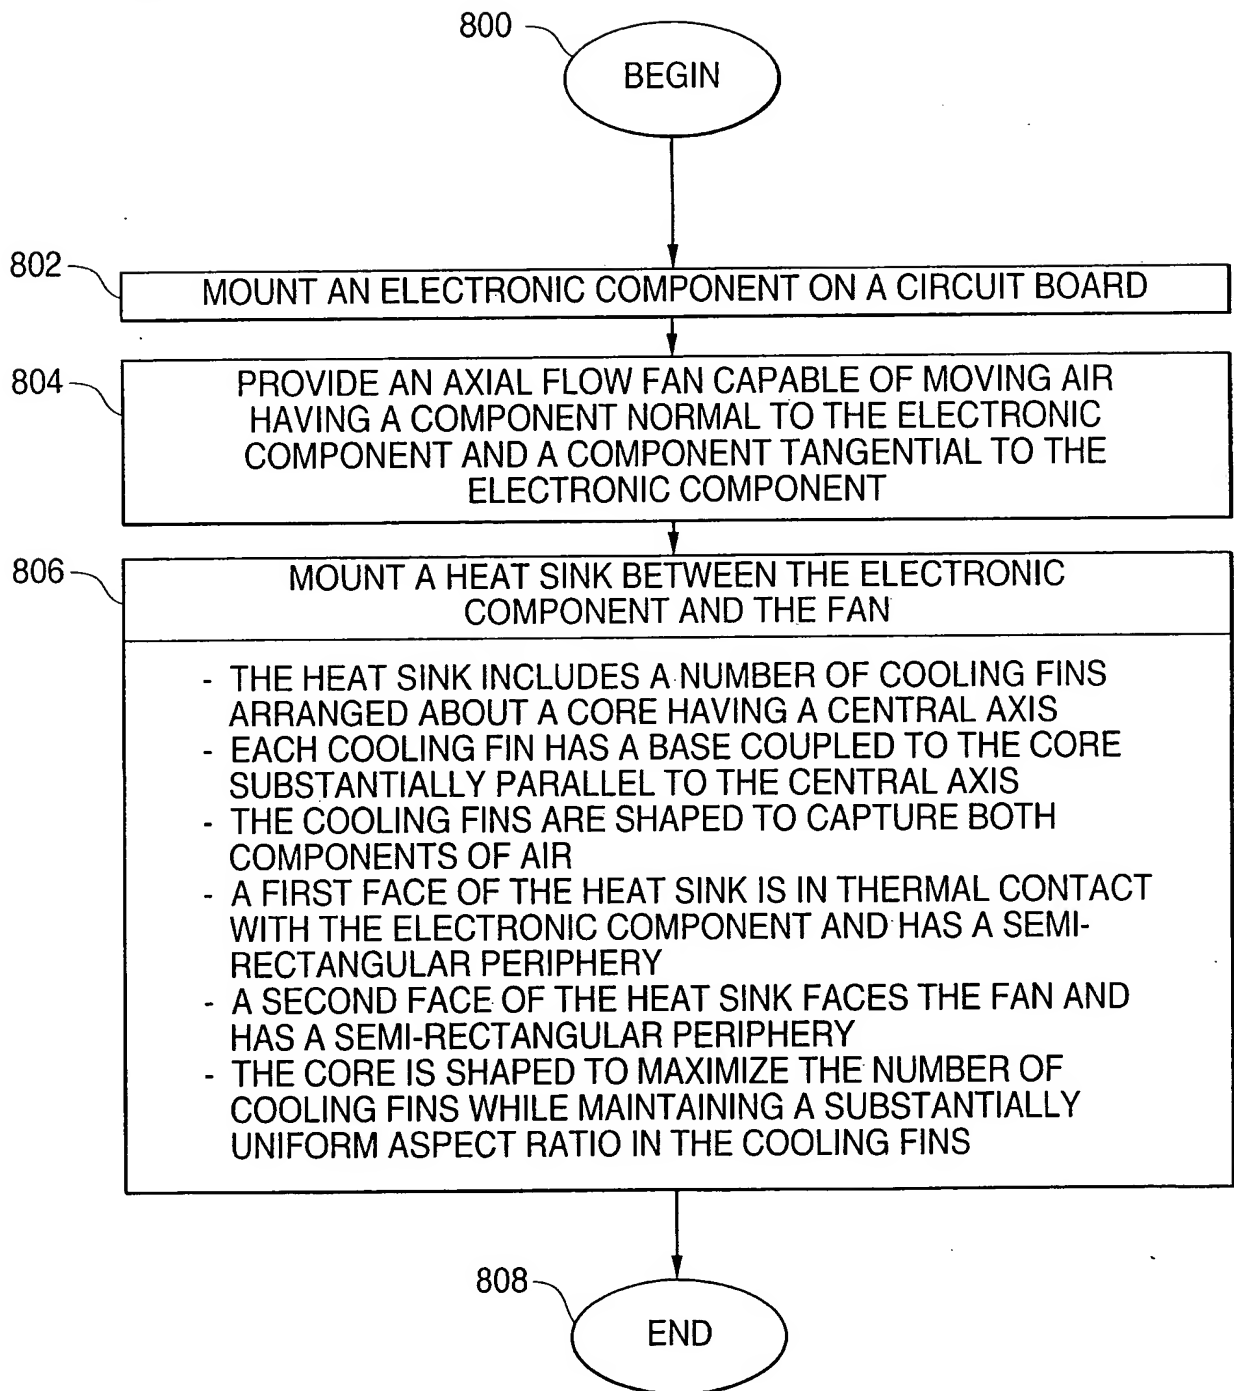 800
BEGIN
802
MOUNT AN ELECTRONIC COMPONENT ON A CIRCUIT BOARD
804
PROVIDE AN AXIAL FLOW FAN CAPABLE OF MOVING AIR
HAVING A COMPONENT NORMAL TO THE ELECTRONIC
COMPONENT AND A COMPONENT TANGENTIAL TO THE
ELECTRONIC COMPONENT
806
MOUNT A HEAT SINK BETWEEN THE ELECTRONIC
COMPONENT AND THE FAN
- THE HEAT SINK INCLUDES A NUMBER OF COOLING FINS
ARRANGED ABOUT A CORE HAVING A CENTRAL AXIS
- EACH COOLING FIN HAS A BASE COUPLED TO THE CORE
SUBSTANTIALLY PARALLEL TO THE CENTRAL AXIS
- THE COOLING FINS ARE SHAPED TO CAPTURE BOTH
COMPONENTS OF AIR
- A FIRST FACE OF THE HEAT SINK IS IN THERMAL CONTACT
WITH THE ELECTRONIC COMPONENT AND HAS A SEMI-
RECTANGULAR PERIPHERY
- A SECOND FACE OF THE HEAT SINK FACES THE FAN AND
HAS A SEMI-RECTANGULAR PERIPHERY
- THE CORE IS SHAPED TO MAXIMIZE THE NUMBER OF
COOLING FINS WHILE MAINTAINING A SUBSTANTIALLY
UNIFORM ASPECT RATIO IN THE COOLING FINS
808
END